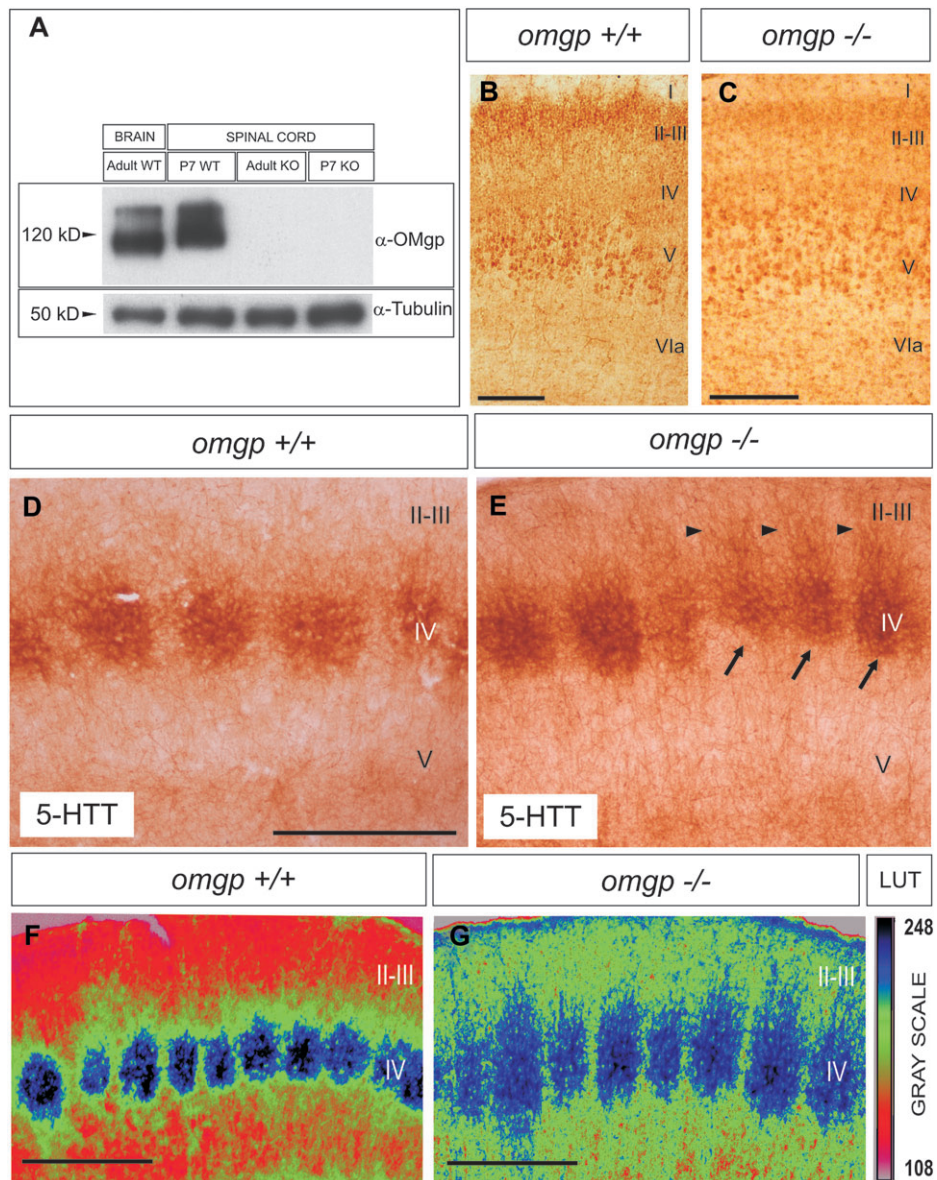 A
BRAIN
SPINAL CORD
Adult WT
P7 WT
Adult KO
P7 KO
120 kD
α-OMgp
50 kD
α-Tubulin
omgp +/+
omgp -/-
B
I
II-III
IV
V
VIa
C
I
II-III
IV
V
VIa
omgp +/+
omgp -/-
D
II-III
IV
V
5-HTT
E
II-III
IV
V
5-HTT
omgp +/+
omgp -/-
LUT
F
II-III
IV
G
II-III
IV
248
GRAY SCALE
108